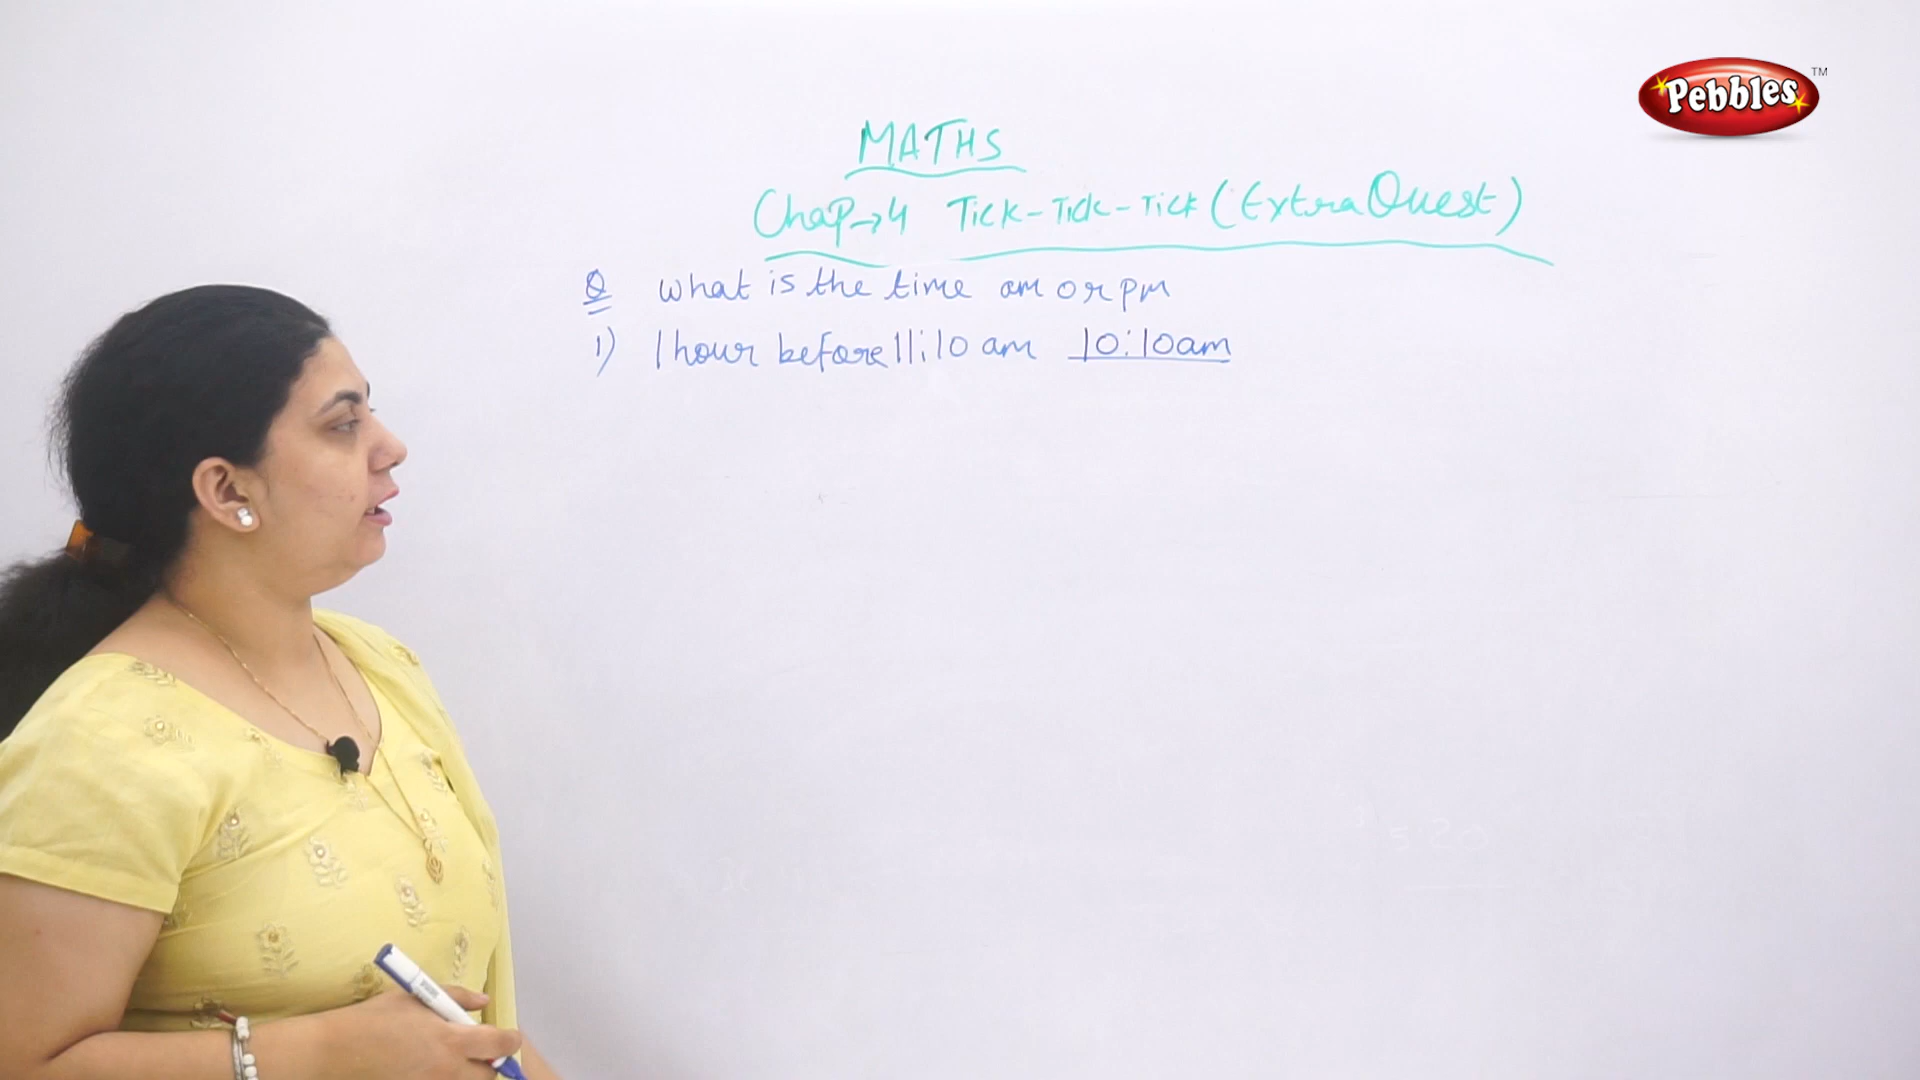 Pebbles TM
MATHS
Chap→4 Tick-Tick-Tick (Extra Quest)
Q what is the time am or pm
1) 1 hour before 11:10 am 10:10am